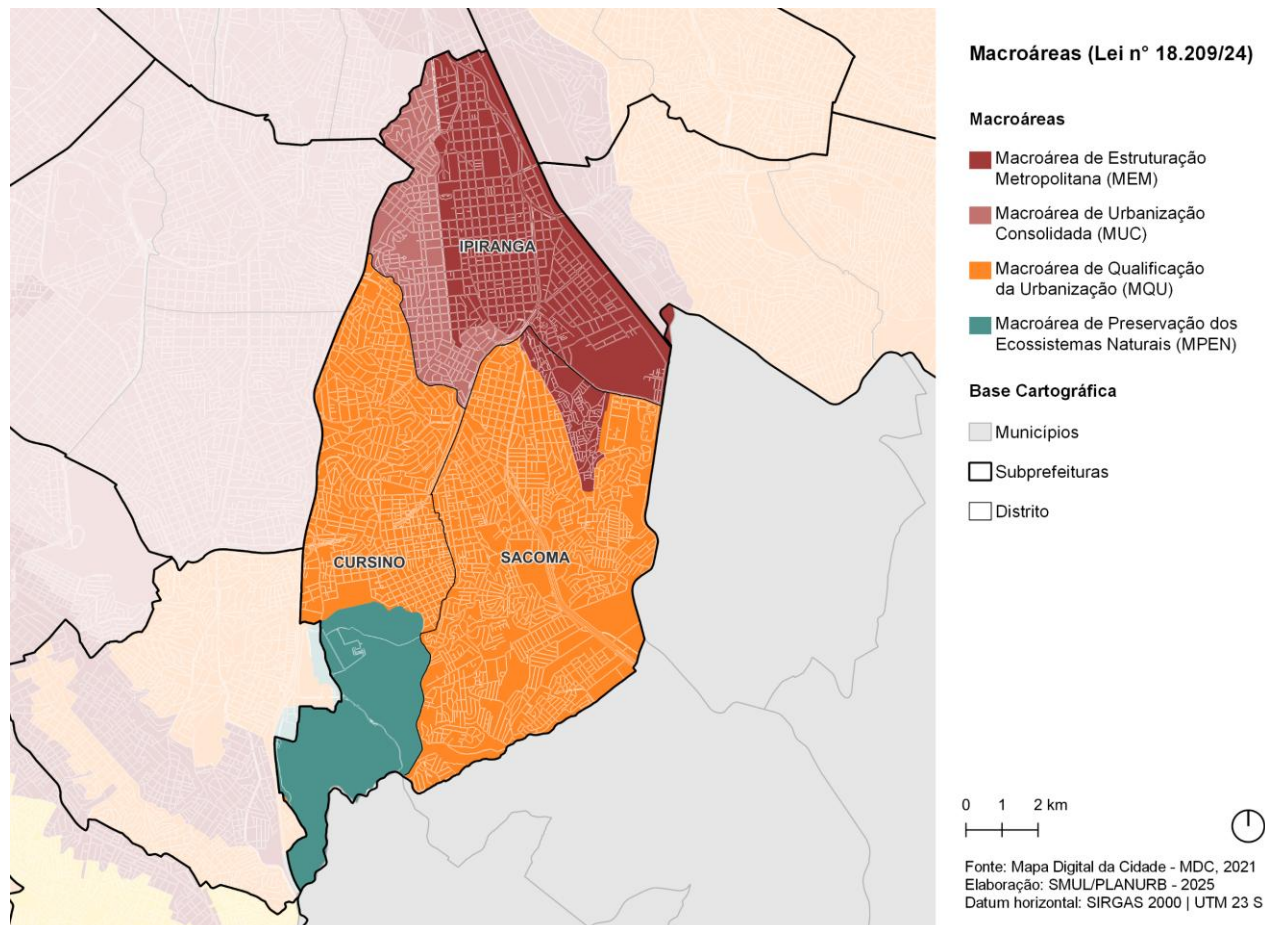 Macroáreas (Lei n° 18.209/24)
Macroáreas
Macroárea de Estruturação
Metropolitana (MEM)
Macroárea de Urbanização
Consolidada (MUC)
Macroárea de Qualificação
da Urbanização (MQU)
Macroárea de Preservação dos
Ecossistemas Naturais (MPEN)
Base Cartográfica
Municípios
Subprefeituras
Distrito
IPIRANGA
CURSINO
SACOMA
0 1 2 km
Fonte: Mapa Digital da Cidade - MDC, 2021
Elaboração: SMUL/PLANURB - 2025
Datum horizontal: SIRGAS 2000 | UTM 23 S